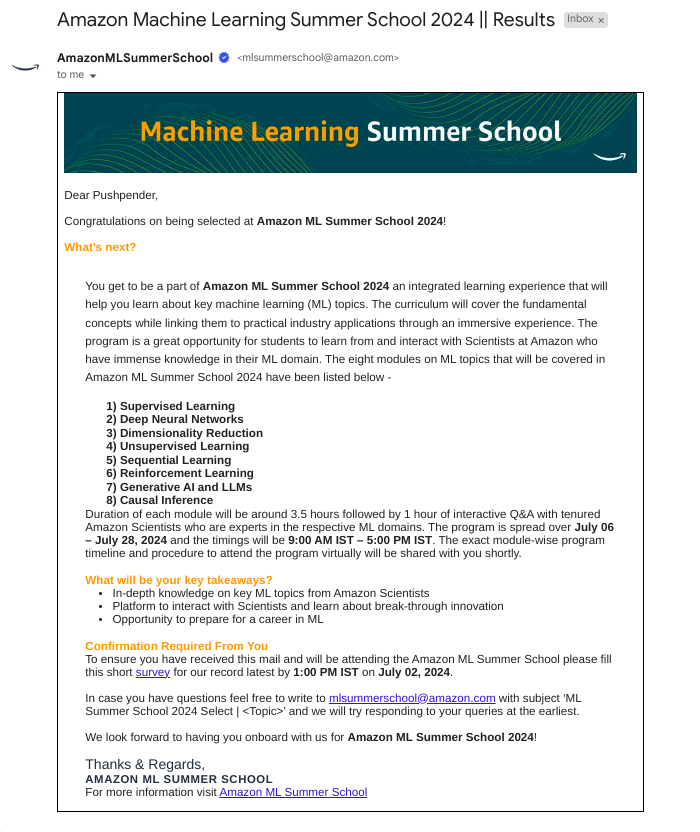 Amazon Machine Learning Summer School 2024 || Results Inbox ×
AmazonMLSummerSchool <mlsummerschool@amazon.com>
to me
Machine Learning Summer School
Dear Pushpender,
Congratulations on being selected at Amazon ML Summer School 2024!
What's next?
You get to be a part of Amazon ML Summer School 2024 an integrated learning experience that will
help you learn about key machine learning (ML) topics. The curriculum will cover the fundamental
concepts while linking them to practical industry applications through an immersive experience. The
program is a great opportunity for students to learn from and interact with Scientists at Amazon who
have immense knowledge in their ML domain. The eight modules on ML topics that will be covered in
Amazon ML Summer School 2024 have been listed below -
1) Supervised Learning
2) Deep Neural Networks
3) Dimensionality Reduction
4) Unsupervised Learning
5) Sequential Learning
6) Reinforcement Learning
7) Generative AI and LLMs
8) Causal Inference
Duration of each module will be around 3.5 hours followed by 1 hour of interactive Q&A with tenured
Amazon Scientists who are experts in the respective ML domains. The program is spread over July 06
– July 28, 2024 and the timings will be 9:00 AM IST – 5:00 PM IST. The exact module-wise program
timeline and procedure to attend the program virtually will be shared with you shortly.
What will be your key takeaways?
• In-depth knowledge on key ML topics from Amazon Scientists
• Platform to interact with Scientists and learn about break-through innovation
• Opportunity to prepare for a career in ML
Confirmation Required From You
To ensure you have received this mail and will be attending the Amazon ML Summer School please fill
this short survey for our record latest by 1:00 PM IST on July 02, 2024.
In case you have questions feel free to write to mlsummerschool@amazon.com with subject ‘ML
Summer School 2024 Select | <Topic>’ and we will try responding to your queries at the earliest.
We look forward to having you onboard with us for Amazon ML Summer School 2024!
Thanks & Regards,
AMAZON ML SUMMER SCHOOL
For more information visit Amazon ML Summer School